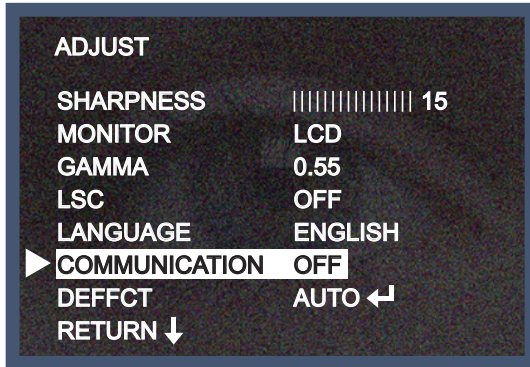 ADJUST
SHARPNESS |||||||||||||||| 15
MONITOR LCD
GAMMA 0.55
LSC OFF
LANGUAGE ENGLISH
COMMUNICATION OFF
DEFFCT AUTO ↵
RETURN ↓